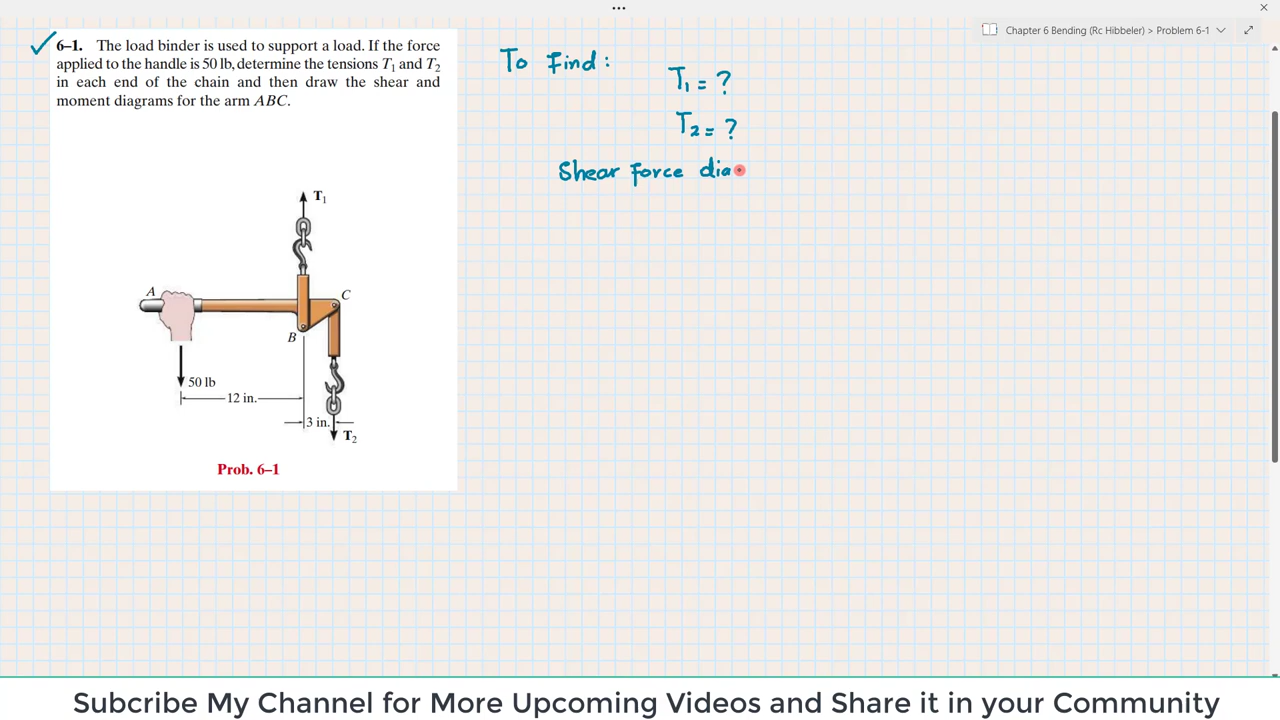 Chapter 6 Bending (Rc Hibbeler) > Problem 6-1
6–1. The load binder is used to support a load. If the force
applied to the handle is 50 lb, determine the tensions T1 and T2
in each end of the chain and then draw the shear and
moment diagrams for the arm ABC.
To Find :
T1 = ?
T2 = ?
Shear Force dia
T1
A
C
B
50 lb
12 in.
3 in.
T2
Prob. 6–1
Subcribe My Channel for More Upcoming Videos and Share it in your Community